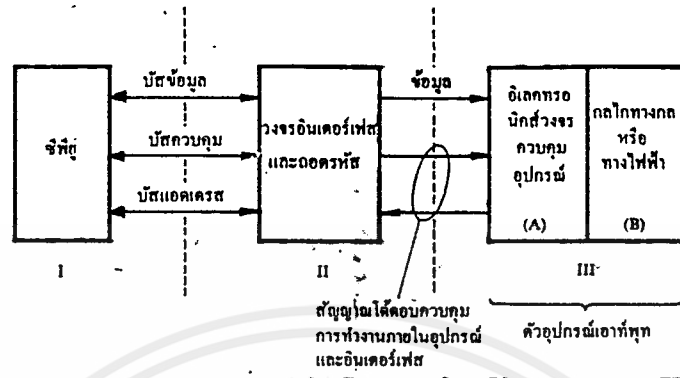 บัสข้อมูล
ข้อมูล
ซีพียู
บัสควบคุม
บัสแอดเดรส
วงจรอินเตอร์เฟส
และถอดรหัส
อิเลคทรอ
นิกส์วงจร
ควบคุม
อุปกรณ์
(A)
กลไกทางกล
หรือ
ทางไฟฟ้า
(B)
I
II
III
สัญญาณโต้ตอบควบคุม
การทำงานภายในอุปกรณ์
และอินเตอร์เฟส
ตัวอุปกรณ์เอาท์พุท